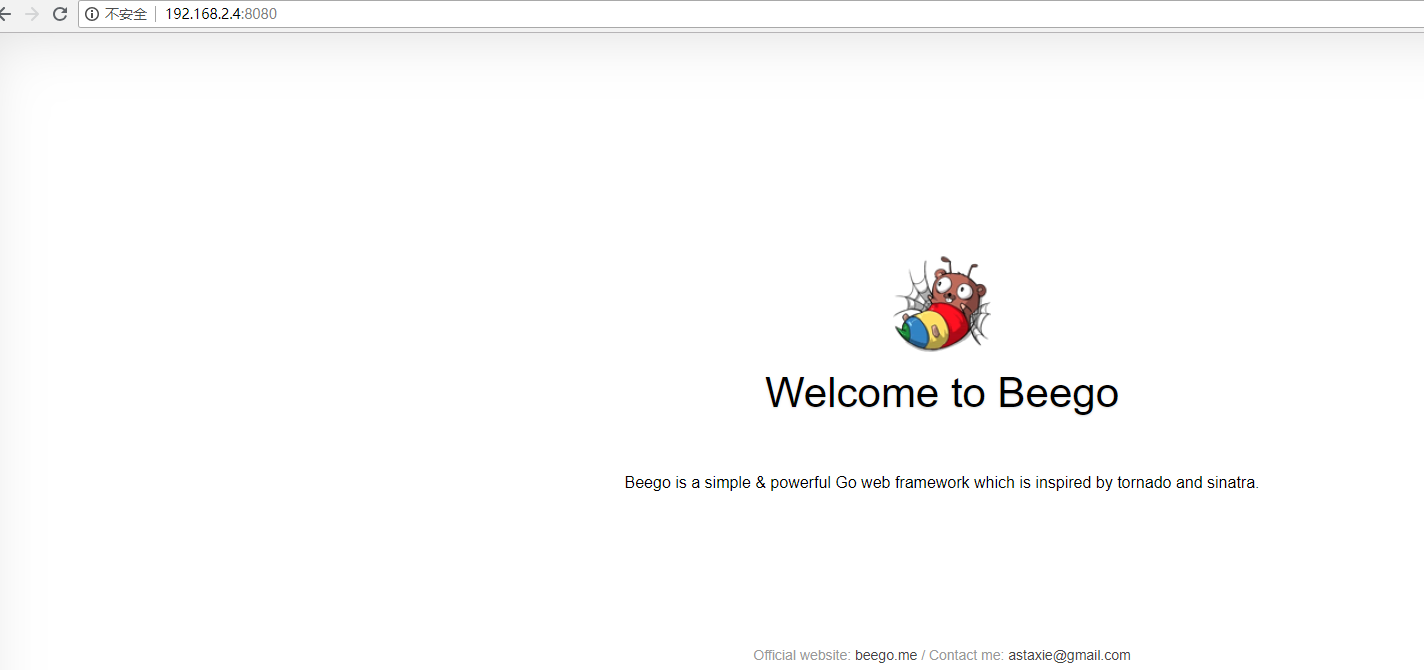 不安全 192.168.2.4:8080
Welcome to Beego
Beego is a simple & powerful Go web framework which is inspired by tornado and sinatra.
Official website: beego.me / Contact me: astaxie@gmail.com